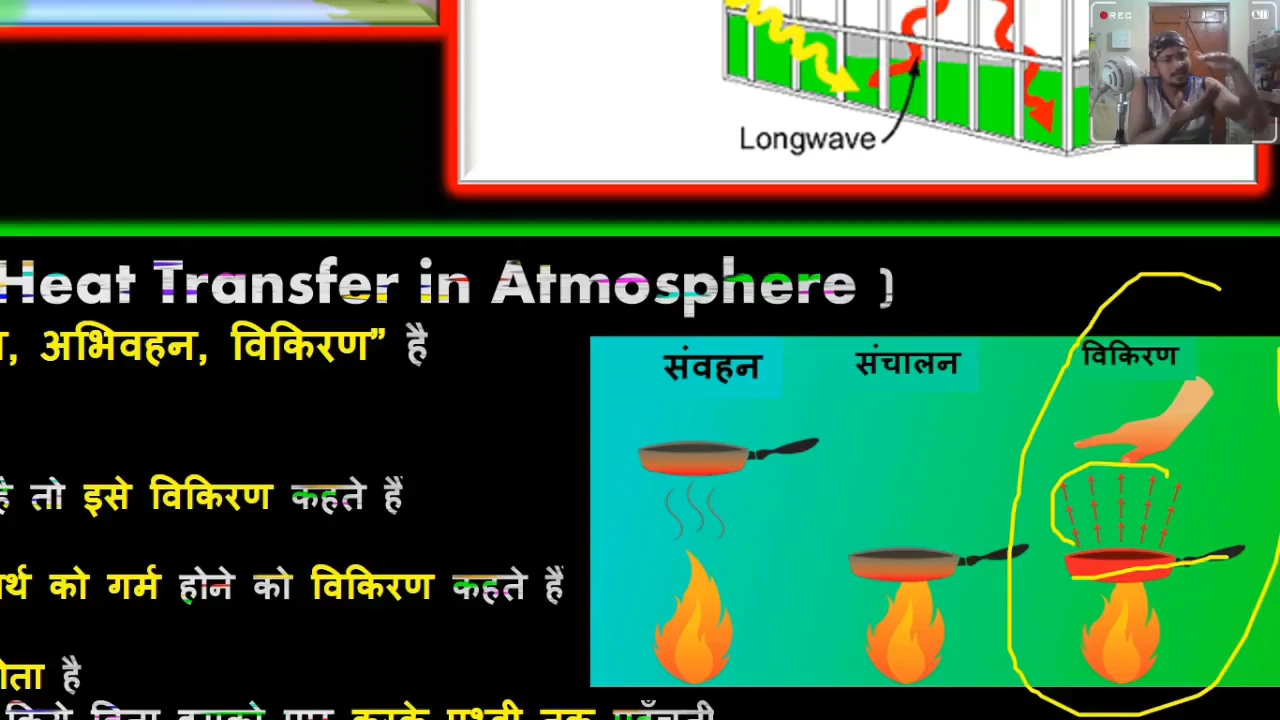 REC
Longwave
Heat Transfer in Atmosphere )
अभिवहन, विकिरण” है
संवहन
संचालन
विकिरण
है तो इसे विकिरण कहते हैं
को गर्म होने को विकिरण कहते हैं
है